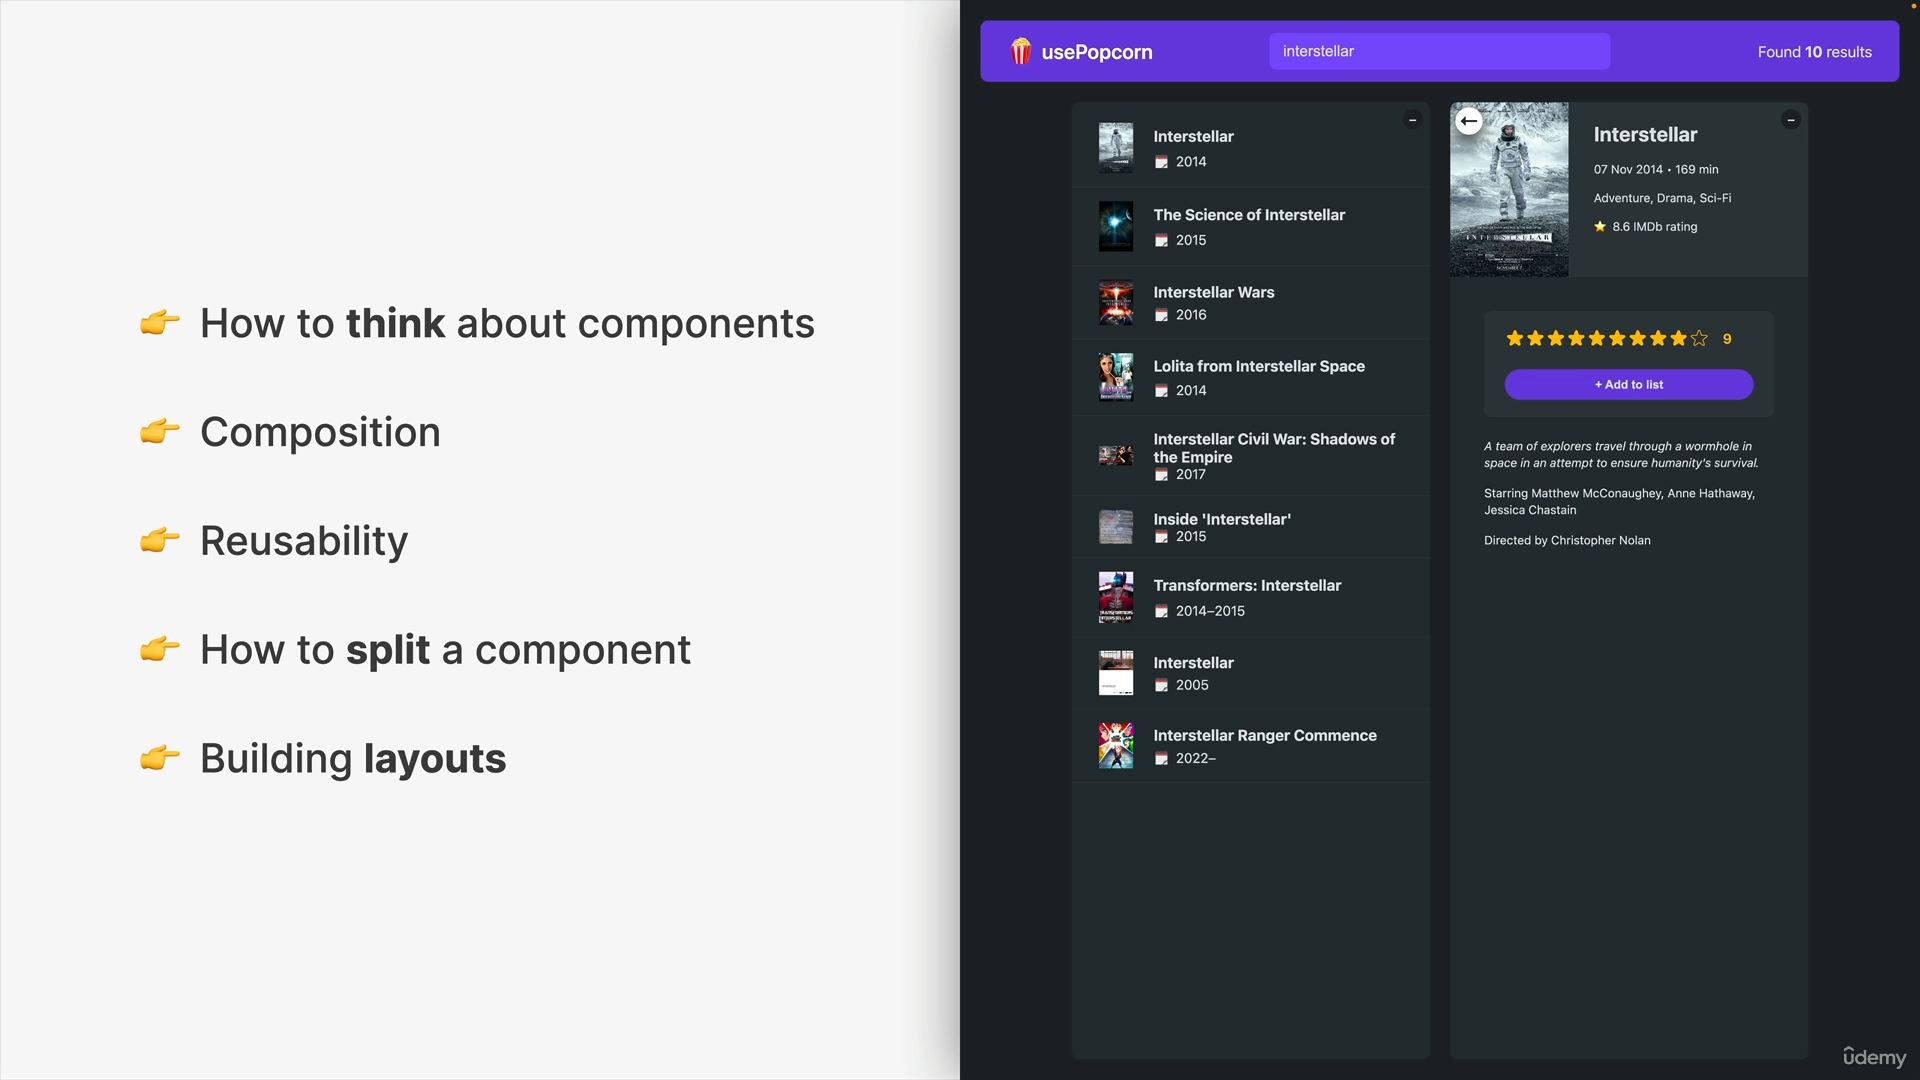 How to think about components
Composition
Reusability
How to split a component
Building layouts
usePopcorn
interstellar
Found 10 results
Interstellar
2014
The Science of Interstellar
2015
Interstellar Wars
2016
Lolita from Interstellar Space
2014
Interstellar Civil War: Shadows of
the Empire
2017
Inside 'Interstellar'
2015
Transformers: Interstellar
2014–2015
Interstellar
2005
Interstellar Ranger Commence
2022–
INTERSTELLAR
Interstellar
07 Nov 2014 • 169 min
Adventure, Drama, Sci-Fi
8.6 IMDb rating
9
+ Add to list
A team of explorers travel through a wormhole in
space in an attempt to ensure humanity's survival.
Starring Matthew McConaughey, Anne Hathaway,
Jessica Chastain
Directed by Christopher Nolan
udemy